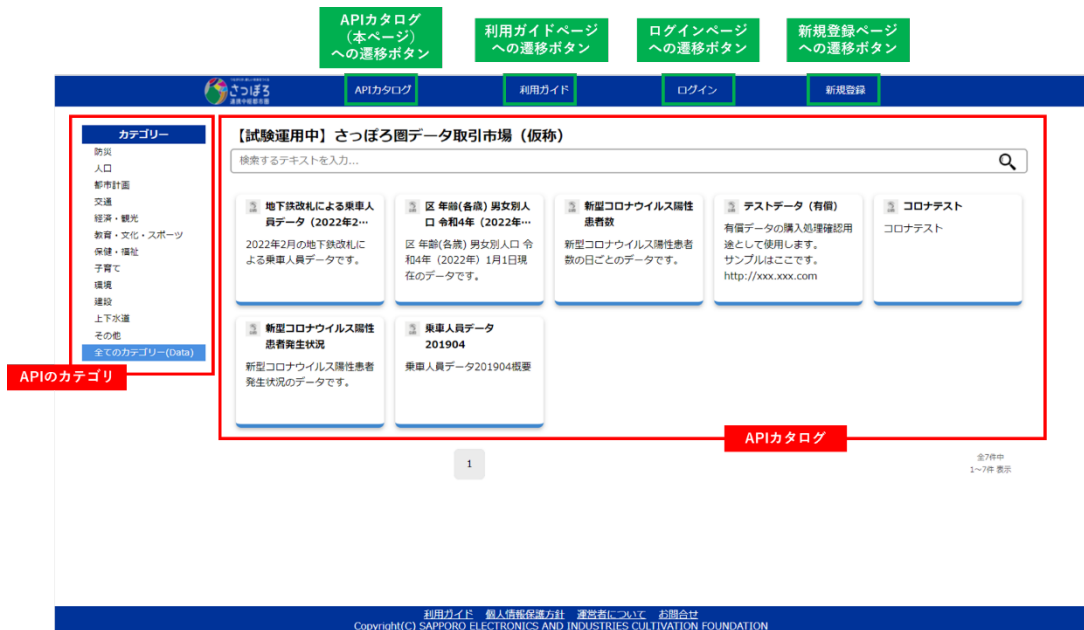 APIカタログ
（本ページ）
への遷移ボタン
利用ガイドページ
への遷移ボタン
ログインページ
への遷移ボタン
新規登録ページ
への遷移ボタン
さっぽろ
連携中枢都市圏
APIカタログ
利用ガイド
ログイン
新規登録
カテゴリー
防災
人口
都市計画
交通
経済・観光
教育・文化・スポーツ
保健・福祉
子育て
環境
建設
上下水道
その他
全てのカテゴリー(Data)
APIのカテゴリ
【試験運用中】さっぽろ圏データ取引市場（仮称）
検索するテキストを入力...
地下鉄改札による乗車人
員データ（2022年2…
2022年2月の地下鉄改札に
よる乗車人員データです。
区 年齢(各歳) 男女別人
口 令和4年（2022年…
区 年齢(各歳) 男女別人口 令
和4年（2022年）1月1日現
在のデータです。
新型コロナウイルス陽性
患者数
新型コロナウイルス陽性患者
数の日ごとのデータです。
テストデータ（有償）
有償データの購入処理確認用
途として使用します。
サンプルはここです。
http://xxx.xxx.com
コロナテスト
コロナテスト
新型コロナウイルス陽性
患者発生状況
新型コロナウイルス陽性患者
発生状況のデータです。
乗車人員データ
201904
乗車人員データ201904概要
APIカタログ
1
全7件中
1～7件 表示
利用ガイド 個人情報保護方針 運営者について お問合せ
Copyright(C) SAPPORO ELECTRONICS AND INDUSTRIES CULTIVATION FOUNDATION